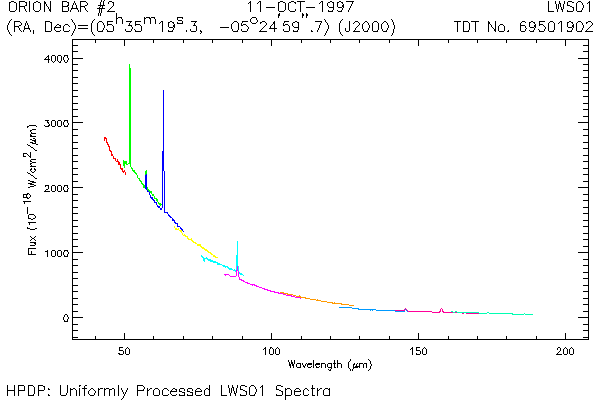 ORION BAR #2 11-OCT-1997 LWS01
(RA, Dec)=(05h35m19s.3, -05°24'59".7) (J2000) TDT No. 69501902
4000
3000
2000
1000
0
Flux (10−18 W/cm2/μm)
50 100 150 200
Wavelength (μm)
HPDP: Uniformly Processed LWS01 Spectra